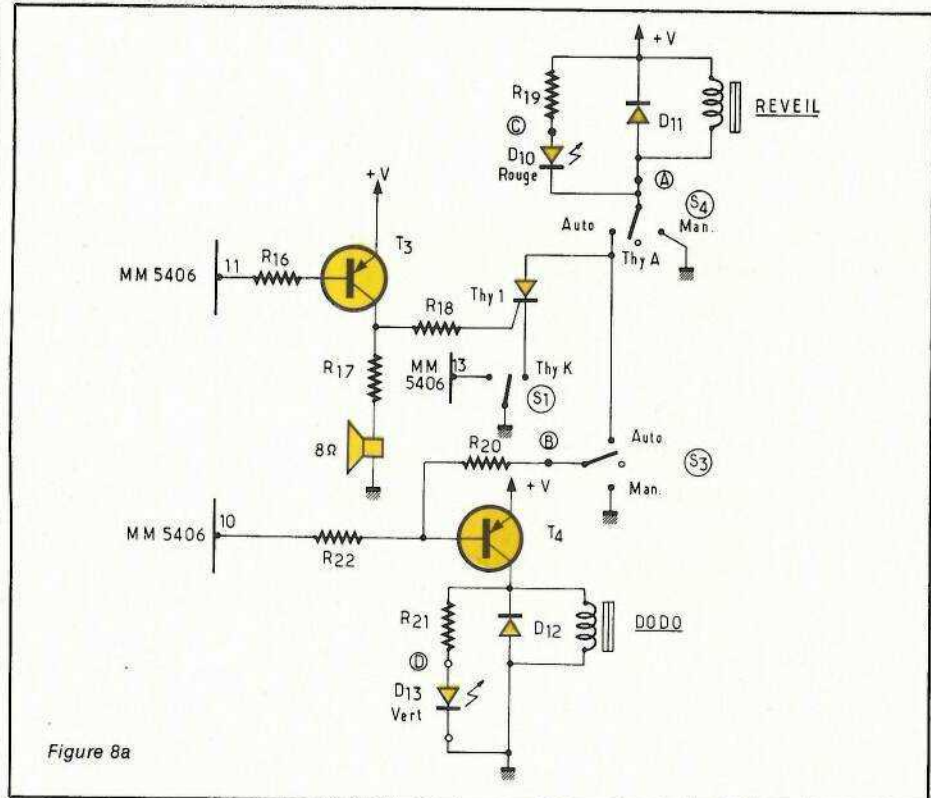 +V
R19
C
D10
Rouge
D11
REVEIL
A
S4
Auto
Man.
Thy A
+V
T3
MM 5406
11
R16
Thy 1
R18
R17
MM
5406
13
Thy K
S1
8Ω
R20
B
Auto
S3
Man.
+V
MM 5406
10
R22
T4
R21
D12
DODO
D
D13
Vert
Figure 8a